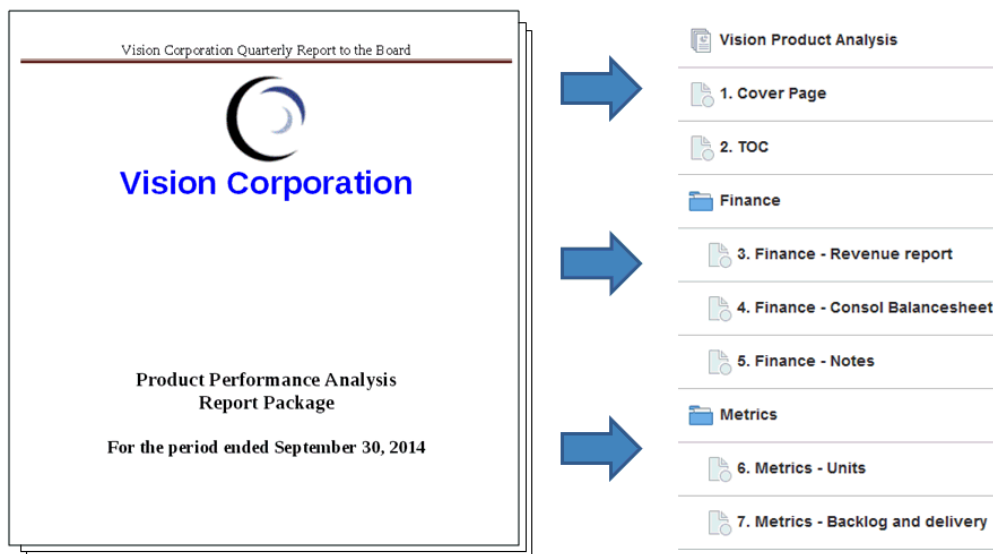 Vision Corporation Quarterly Report to the Board
Vision Corporation
Product Performance Analysis
Report Package
For the period ended September 30, 2014
Vision Product Analysis
1. Cover Page
2. TOC
Finance
3. Finance - Revenue report
4. Finance - Consol Balancesheet
5. Finance - Notes
Metrics
6. Metrics - Units
7. Metrics - Backlog and delivery